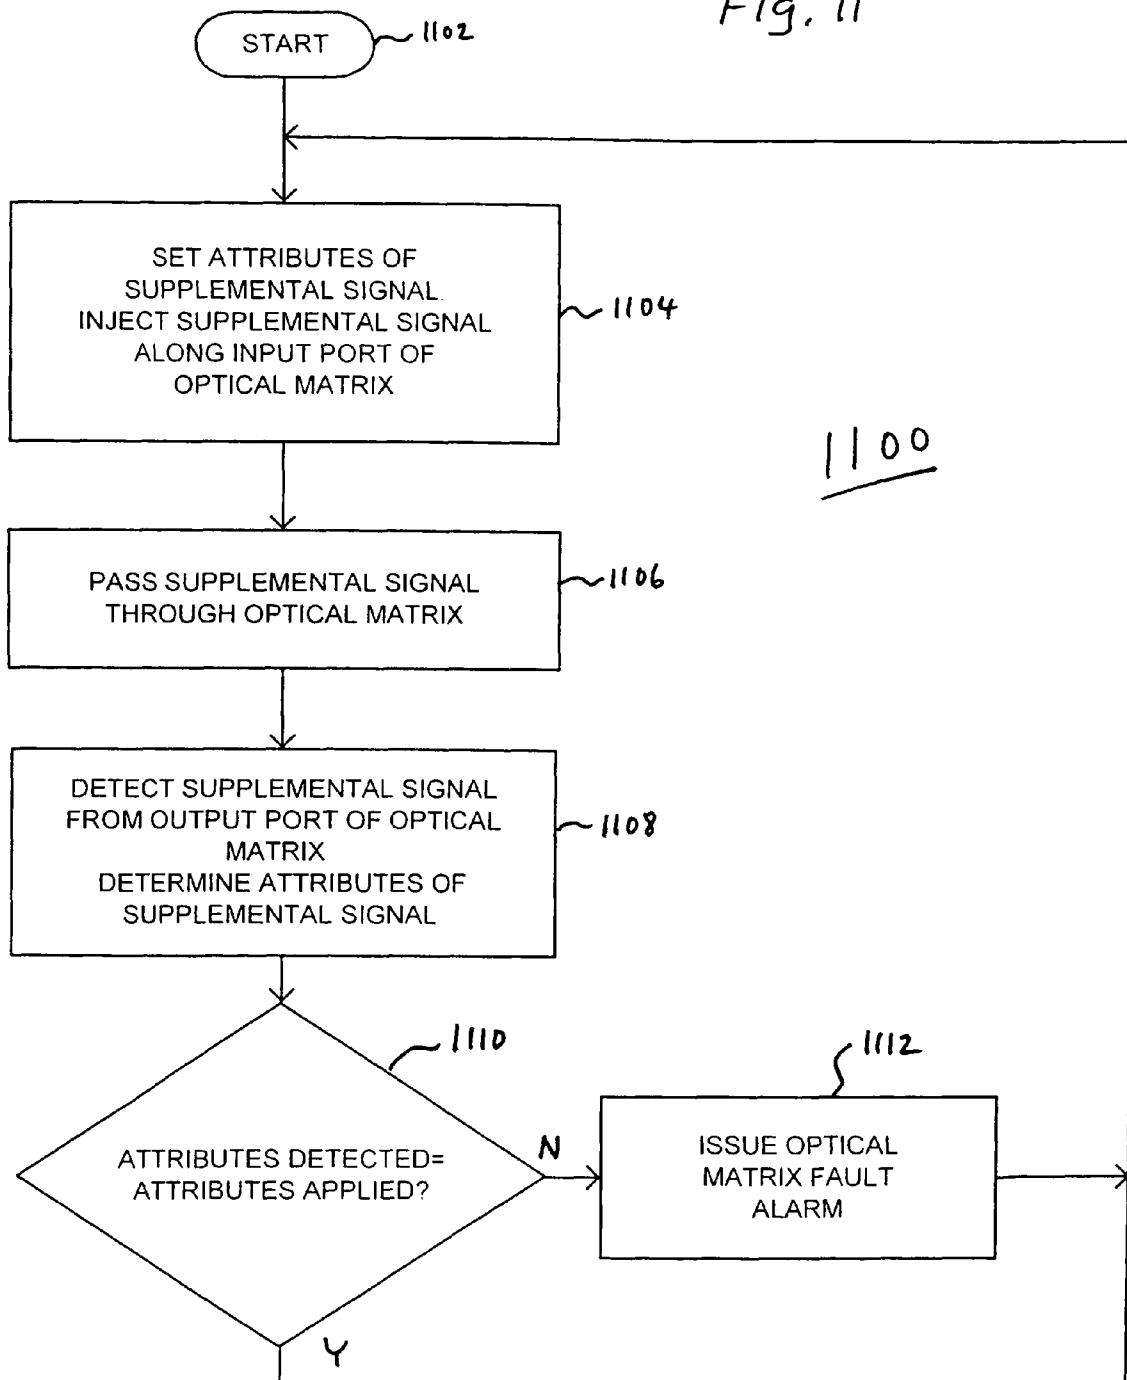 Fig. 11
START
1102
SET ATTRIBUTES OF
SUPPLEMENTAL SIGNAL.
INJECT SUPPLEMENTAL SIGNAL
ALONG INPUT PORT OF
OPTICAL MATRIX
1104
1100
PASS SUPPLEMENTAL SIGNAL
THROUGH OPTICAL MATRIX
1106
DETECT SUPPLEMENTAL SIGNAL
FROM OUTPUT PORT OF OPTICAL
MATRIX
DETERMINE ATTRIBUTES OF
SUPPLEMENTAL SIGNAL
1108
1110
ATTRIBUTES DETECTED=
ATTRIBUTES APPLIED?
N
1112
ISSUE OPTICAL
MATRIX FAULT
ALARM
Y